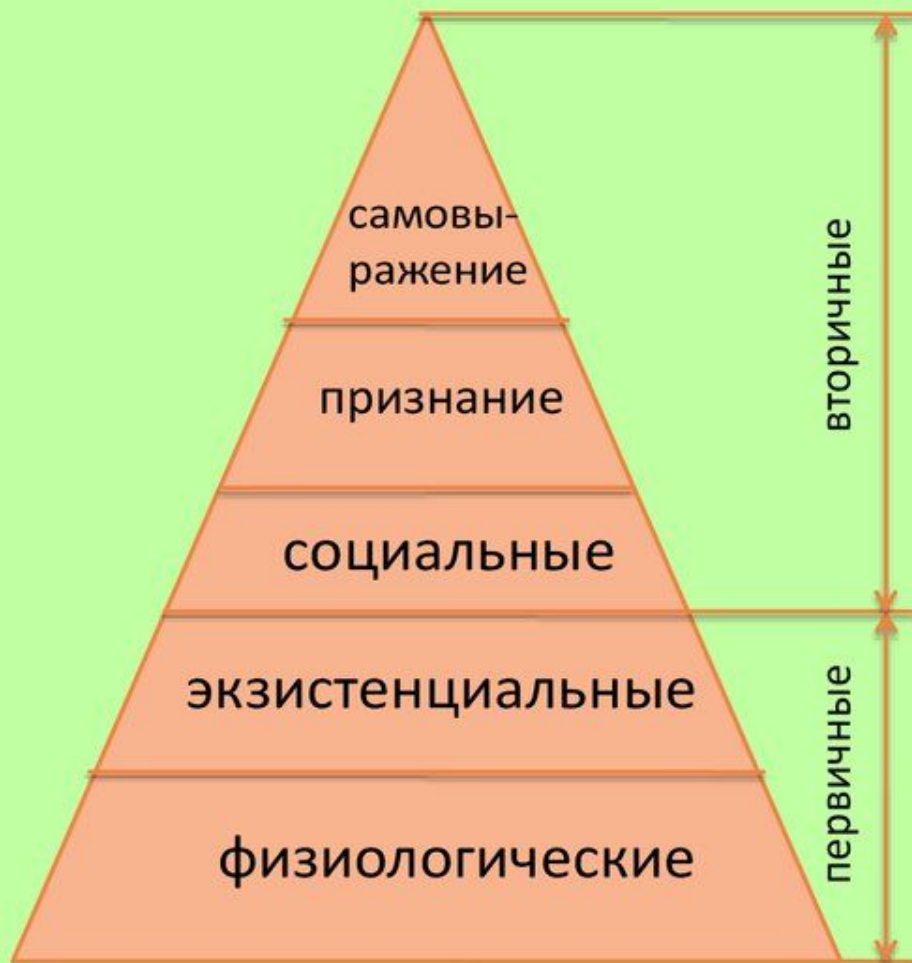 самовы-
ражение
признание
социальные
экзистенциальные
физиологические
вторичные
первичные